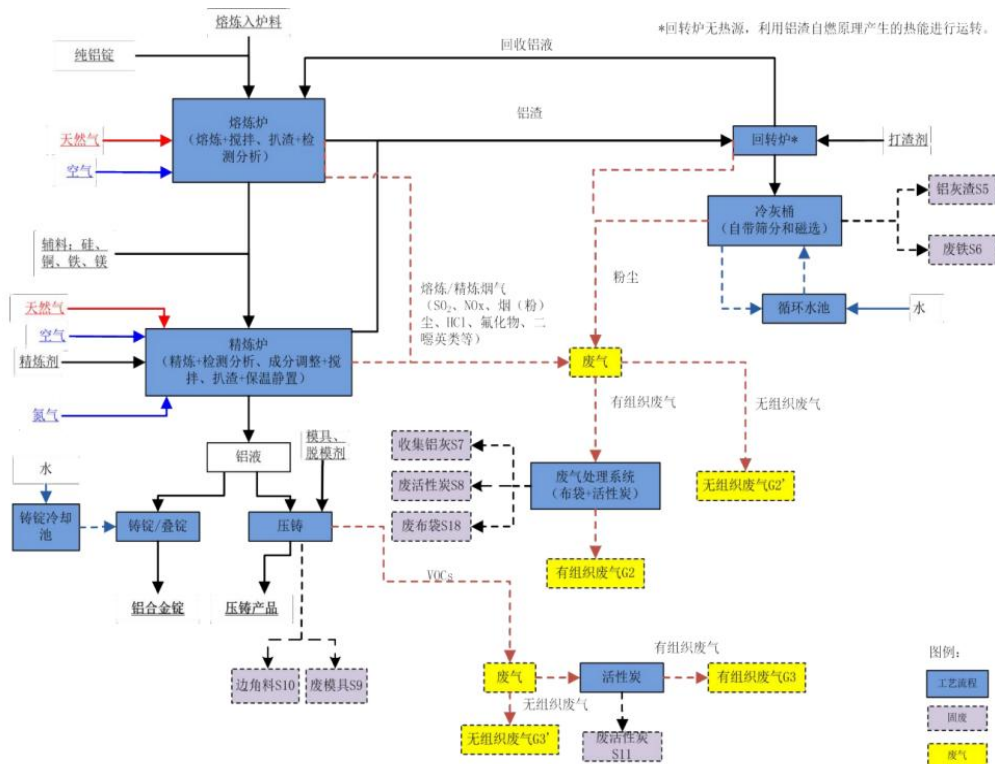 熔炼入炉料
*回转炉无热源，利用铝渣自燃原理产生的热能进行运转。
纯铝锭
回收铝液
熔炼炉
（熔炼+搅拌、扒渣+检
测分析）
铝渣
天然气
空气
回转炉*
打渣剂
冷灰桶
（自带筛分和磁选）
铝灰渣S5
废铁S6
辅料：硅、
铜、铁、镁
粉尘
循环水池
水
熔炼/精炼烟气
（SO₂、NOx、烟（粉）
尘、HCl、氟化物、二
噁英类等）
天然气
空气
精炼剂
氮气
精炼炉
（精炼+检测分析、成分调整+搅
拌、扒渣+保温静置）
废气
有组织废气
无组织废气
铝液
模具、
脱模剂
收集铝灰S7
废活性炭S8
废布袋S18
废气处理系统
（布袋+活性炭）
无组织废气G2'
水
铸锭冷却
池
铸锭/叠锭
压铸
有组织废气G2
VOCs
铝合金锭
压铸产品
边角料S10
废模具S9
废气
活性炭
有组织废气
有组织废气G3
无组织废气
无组织废气G3'
废活性炭
S11
图例：
工艺流程
固废
废气